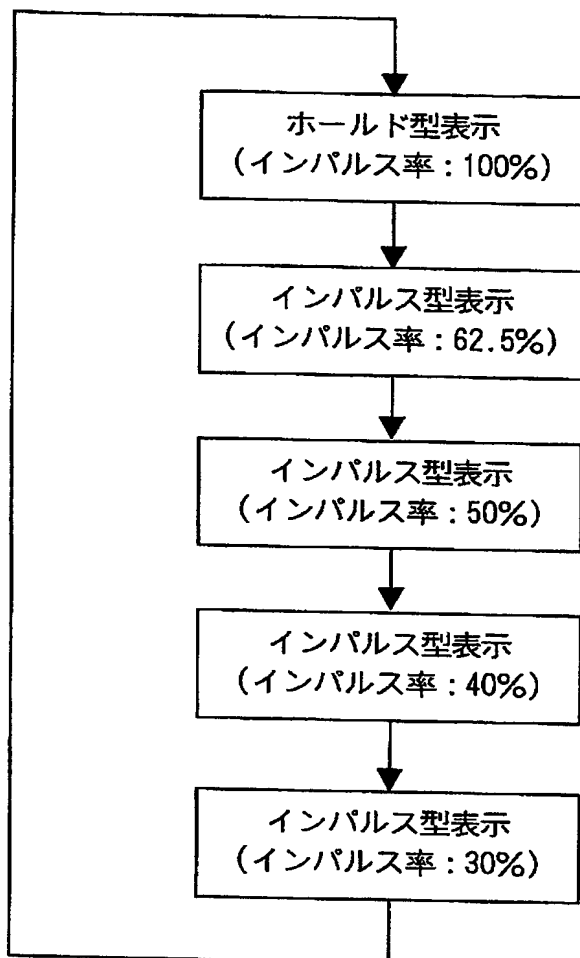 ホールド型表示
(インパルス率:100%)
インパルス型表示
(インパルス率:62.5%)
インパルス型表示
(インパルス率:50%)
インパルス型表示
(インパルス率:40%)
インパルス型表示
(インパルス率:30%)